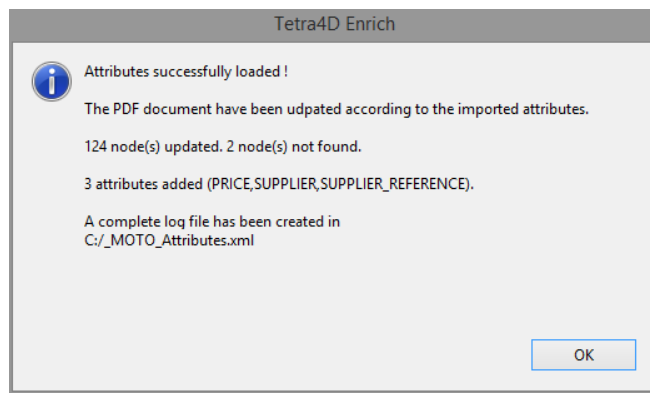 Tetra4D Enrich
Attributes successfully loaded !
The PDF document have been udpated according to the imported attributes.
124 node(s) updated. 2 node(s) not found.
3 attributes added (PRICE,SUPPLIER,SUPPLIER_REFERENCE).
A complete log file has been created in
C:/_MOTO_Attributes.xml
OK